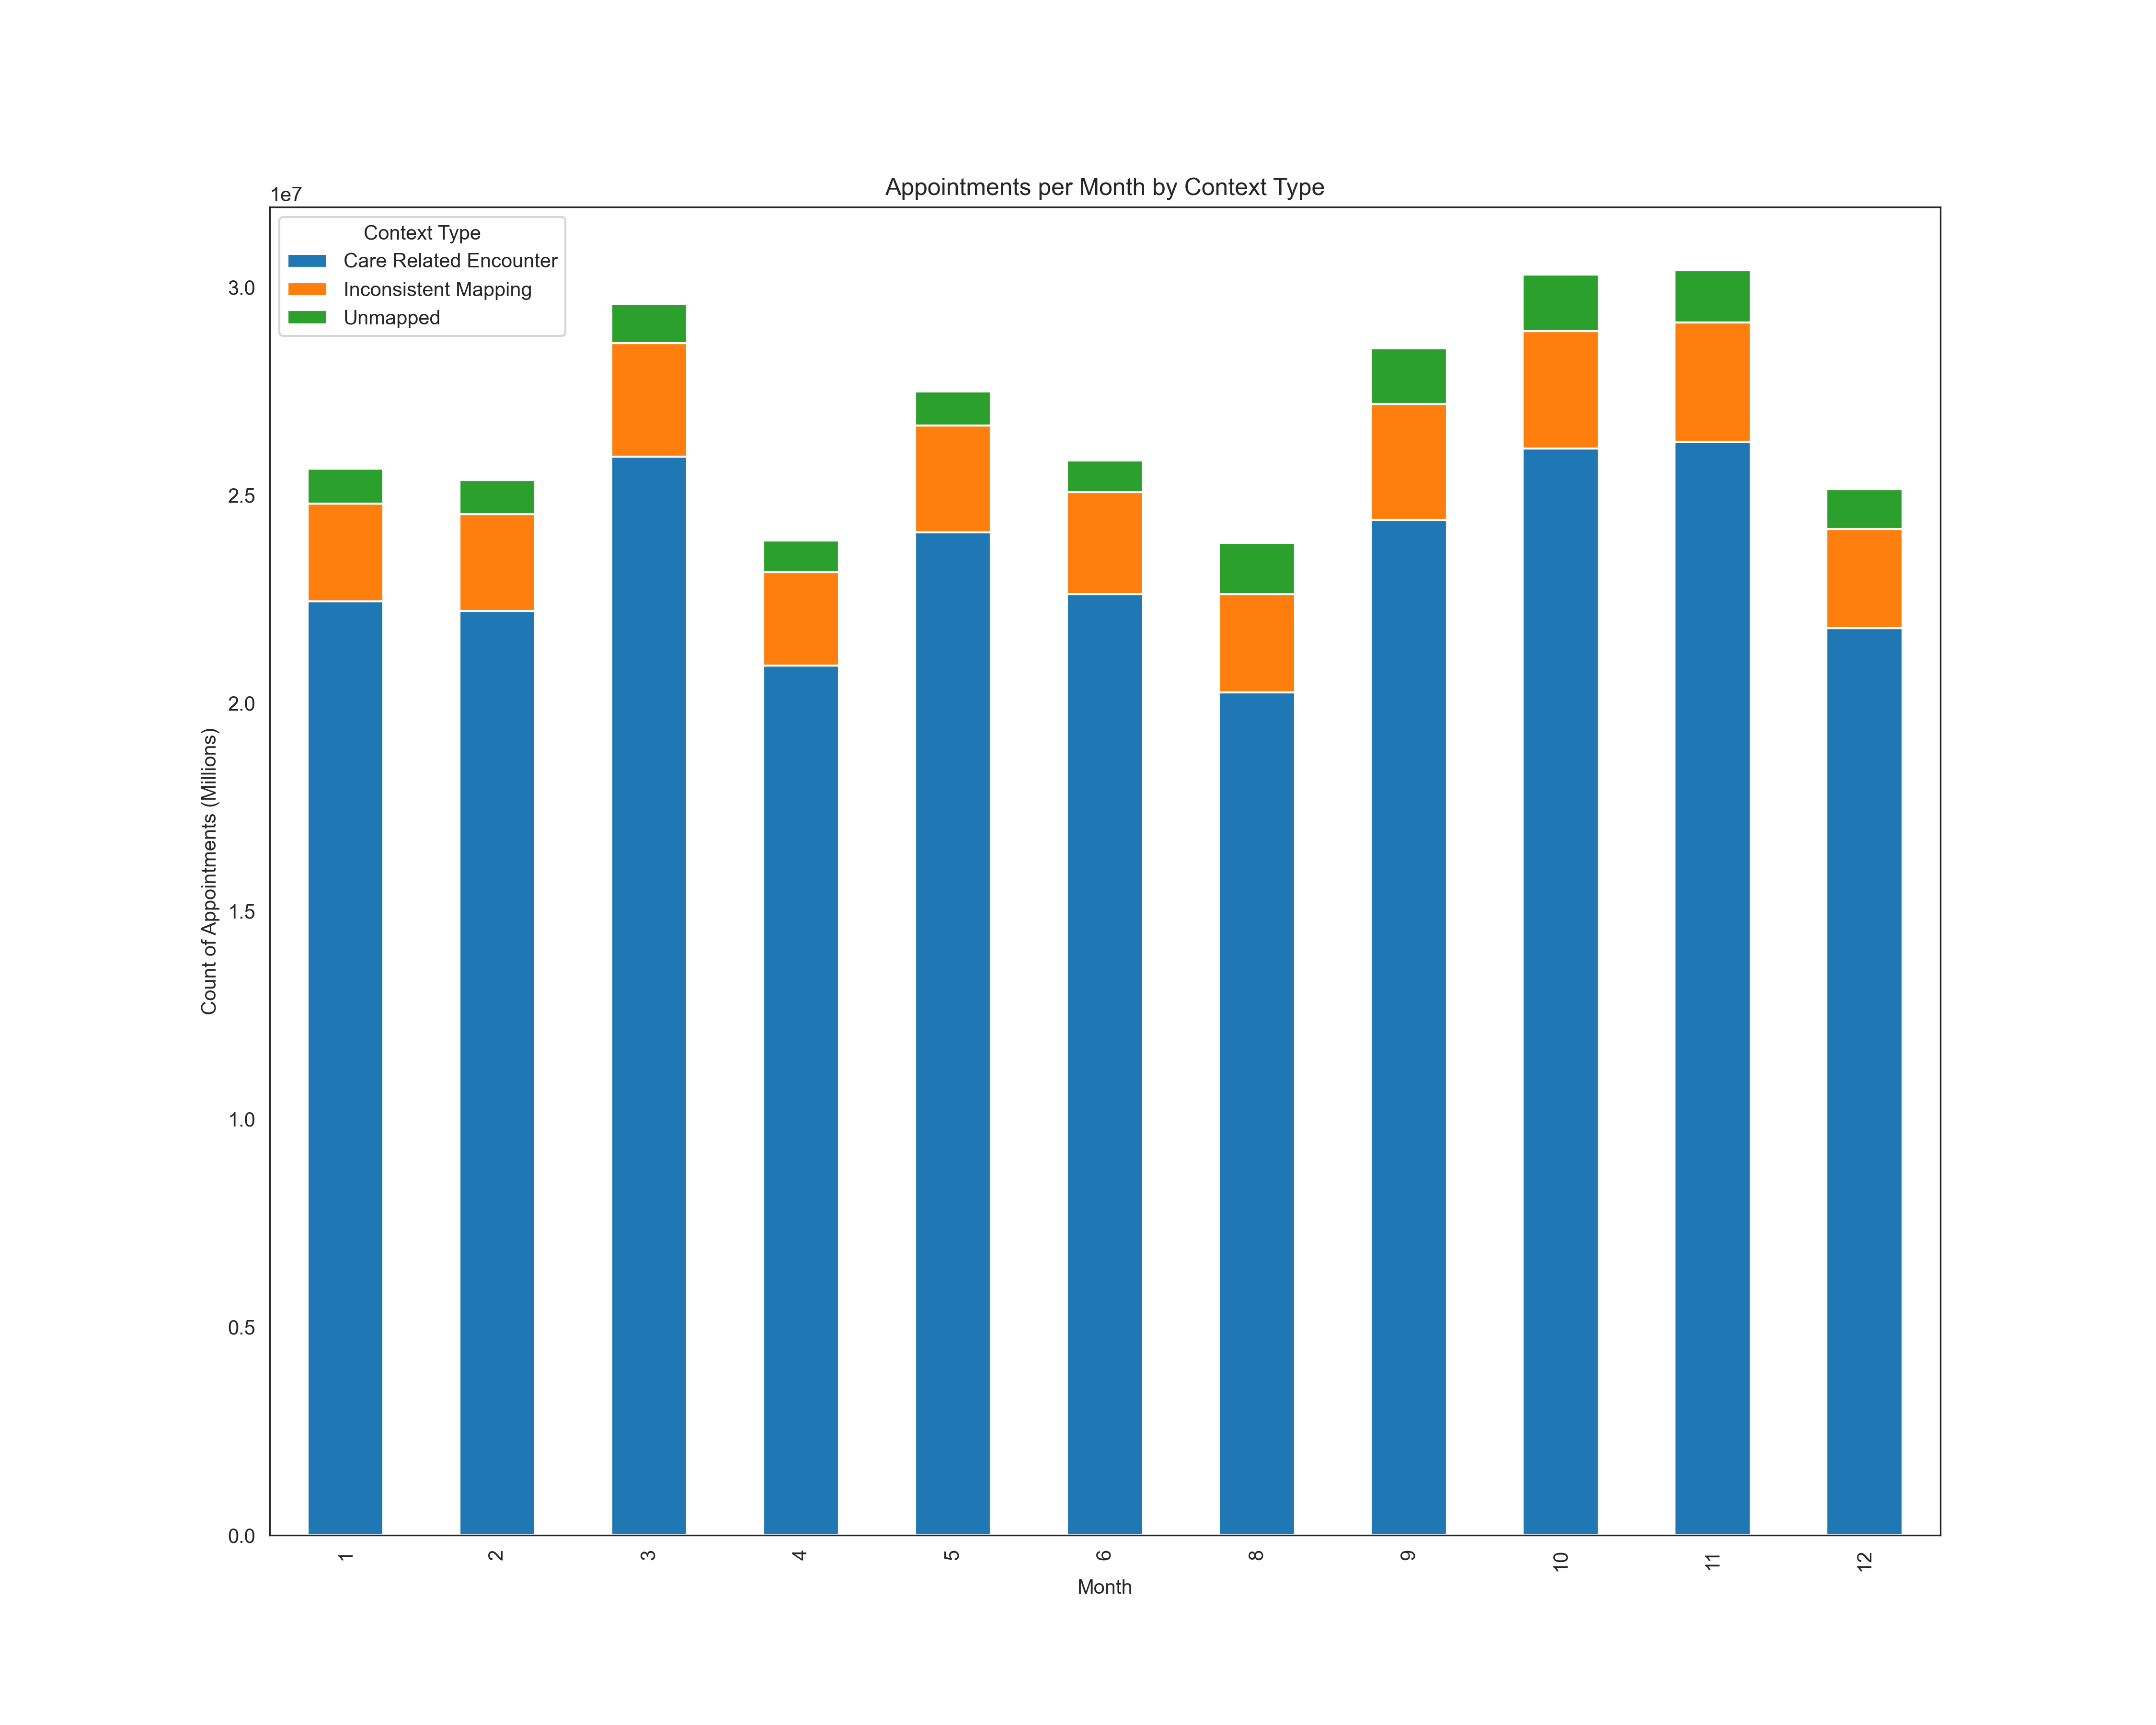 Appointments per Month by Context Type
1e7
Context Type
Care Related Encounter
Inconsistent Mapping
Unmapped
3.0
2.5
2.0
1.5
1.0
0.5
0.0
Count of Appointments (Millions)
1 2 3 4 5 6 8 9 10 11 12
Month